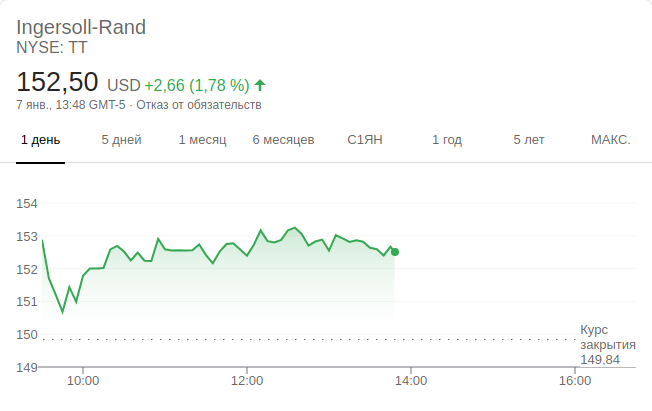 Ingersoll-Rand
NYSE: TT
152,50 USD +2,66 (1,78 %)
7 янв., 13:48 GMT-5 · Отказ от обязательств
1 день 5 дней 1 месяц 6 месяцев С1ЯН 1 год 5 лет МАКС.
154
153
152
151
150
Курс
закрытия
149,84
149
10:00 12:00 14:00 16:00